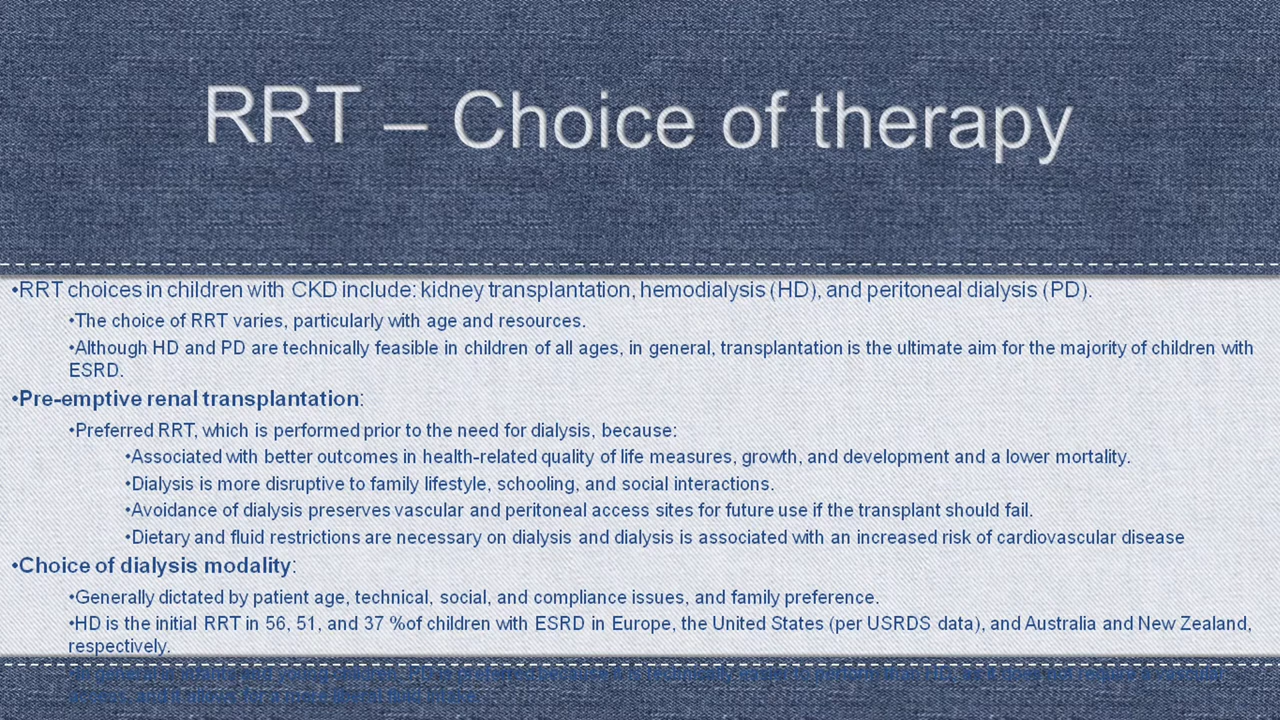 RRT – Choice of therapy
•RRT choices in children with CKD include: kidney transplantation, hemodialysis (HD), and peritoneal dialysis (PD).
•The choice of RRT varies, particularly with age and resources.
•Although HD and PD are technically feasible in children of all ages, in general, transplantation is the ultimate aim for the majority of children with
ESRD.
•Pre-emptive renal transplantation:
•Preferred RRT, which is performed prior to the need for dialysis, because:
•Associated with better outcomes in health-related quality of life measures, growth, and development and a lower mortality.
•Dialysis is more disruptive to family lifestyle, schooling, and social interactions.
•Avoidance of dialysis preserves vascular and peritoneal access sites for future use if the transplant should fail.
•Dietary and fluid restrictions are necessary on dialysis and dialysis is associated with an increased risk of cardiovascular disease
•Choice of dialysis modality:
•Generally dictated by patient age, technical, social, and compliance issues, and family preference.
•HD is the initial RRT in 56, 51, and 37 %of children with ESRD in Europe, the United States (per USRDS data), and Australia and New Zealand,
respectively.